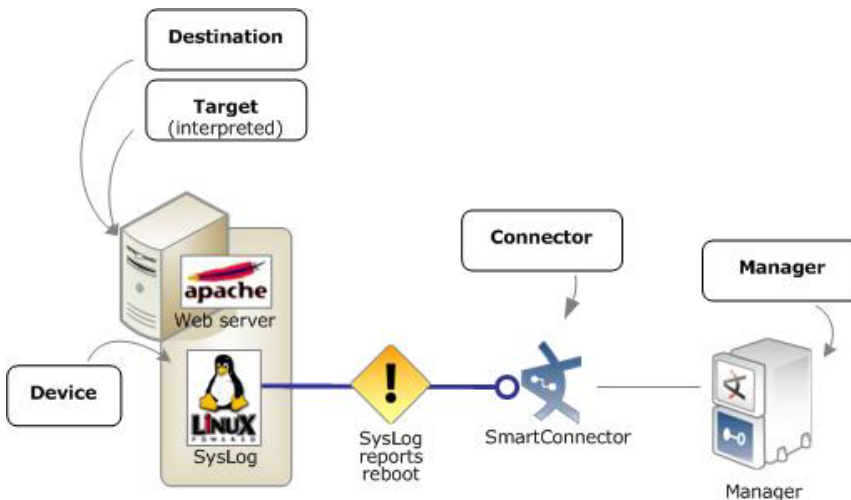 Destination
Target
(interpreted)
Connector
Manager
apache
Web server
Device
LINUX
POWERED
SysLog
SysLog
reports
reboot
SmartConnector
Manager